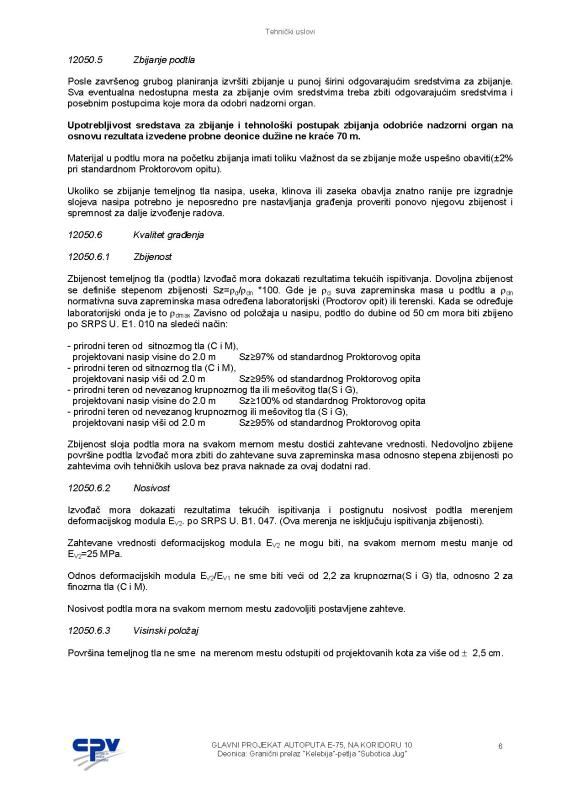 Tehnički uslovi
12050.5 Zbijanje podtla
Posle završenog grubog planiranja izvršiti zbijanje u punoj širini odgovarajućim sredstvima za zbijanje.
Sva eventualna nedostupna mesta za zbijanje ovim sredstvima treba zbiti odgovarajućim sredstvima i
posebnim postupcima koje mora da odobri nadzorni organ.
Upotrebljivost sredstava za zbijanje i tehnološki postupak zbijanja odobriće nadzorni organ na
osnovu rezultata izvedene probne deonice dužine ne kraće 70 m.
Materijal u podtlu mora na početku zbijanja imati toliku vlažnost da se zbijanje može uspešno obaviti(±2%
pri standardnom Proktorovom opitu).
Ukoliko se zbijanje temeljnog tla nasipa, useka, klinova ili zaseka obavlja znatno ranije pre izgradnje
slojeva nasipa potrebno je neposredno pre nastavljanja građenja proveriti ponovo njegovu zbijenost i
spremnost za dalje izvođenje radova.
12050.6 Kvalitet građenja
12050.6.1 Zbijenost
Zbijenost temeljnog tla (podtla) Izvođač mora dokazati rezultatima tekućih ispitivanja. Dovoljna zbijenost
se definiše stepenom zbijenosti Sz=ρd/ρdn *100. Gde je ρd suva zapreminska masa u podtlu a ρdn
normativna suva zapreminska masa određena laboratorijski (Proctorov opit) ili terenski. Kada se određuje
laboratorijski onda je to ρdmax Zavisno od položaja u nasipu, podtlo do dubine od 50 cm mora biti zbijeno
po SRPS U. E1. 010 na sledeći način:
- prirodni teren od sitnozrnog tla (C i M),
projektovani nasip visine do 2.0 m Sz≥97% od standardnog Proktorovog opita
- prirodni teren od sitnozrnog tla (C i M),
projektovani nasip viši od 2.0 m Sz≥95% od standardnog Proktorovog opita
- prirodni teren od nevezanog krupnozrnog tla ili mešovitog tla(S i G),
projektovani nasip visine do 2.0 m Sz≥100% od standardnog Proktorovog opita
- prirodni teren od nevezanog krupnozrnog tla ili mešovitog tla (S i G),
projektovani nasip viši od 2.0 m Sz≥95% od standardnog Proktorovog opita
Zbijenost sloja podtla mora na svakom mernom mestu dostići zahtevane vrednosti. Nedovoljno zbijene
površine podtla Izvođač mora zbiti do zahtevane suva zapreminska masa odnosno stepena zbijenosti po
zahtevima ovih tehničkih uslova bez prava naknade za ovaj dodatni rad.
12050.6.2 Nosivost
Izvođač mora dokazati rezultatima tekućih ispitivanja i postignutu nosivost podtla merenjem
deformacijskog modula EV2. po SRPS U. B1. 047. (Ova merenja ne isključuju ispitivanja zbijenosti).
Zahtevane vrednosti deformacijskog modula EV2 ne mogu biti, na svakom mernom mestu manje od
EV2=25 MPa.
Odnos deformacijskih modula EV2/EV1 ne sme biti veći od 2,2 za krupnozrna(S i G) tla, odnosno 2 za
finozrna tla (C i M).
Nosivost podtla mora na svakom mernom mestu zadovoljiti postavljene zahteve.
12050.6.3 Visinski položaj
Površina temeljnog tla ne sme na merenom mestu odstupiti od projektovanih kota za više od ± 2,5 cm.
CPV
GLAVNI PROJEKAT AUTOPUTA E-75, NA KORIDORU 10
Deonica: Granični prelaz "Kelebija"-petlja "Subotica Jug"
6